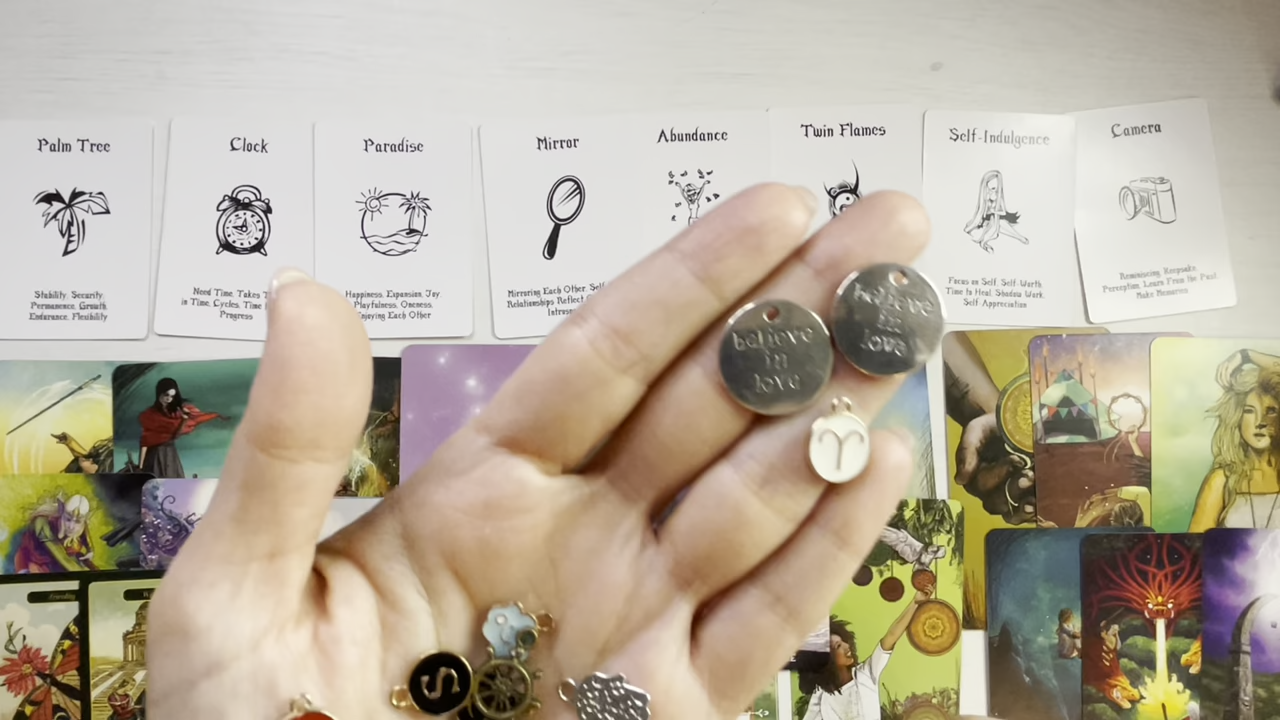 Palm Tree
Stability, Security,
Permanence, Growth
Endurance, Flexibility
Clock
Need Time, Takes
in Time, Cycles, Time
Progress
Paradise
Happiness, Expansion, Joy
Playfulness, Oneness,
Enjoying Each Other
Mirror
Mirroring Each Other, Self
Relationships Reflect
Abundance
Twin Flames
Self-Indulgence
Focus on Self, Self-Worth
Time to Heal, Shadow Work,
Self Appreciation
Camera
Reminiscing, Keepsake
Perception, Learn From the Past,
Make Memories
believe
in
love
believe
in
love
S